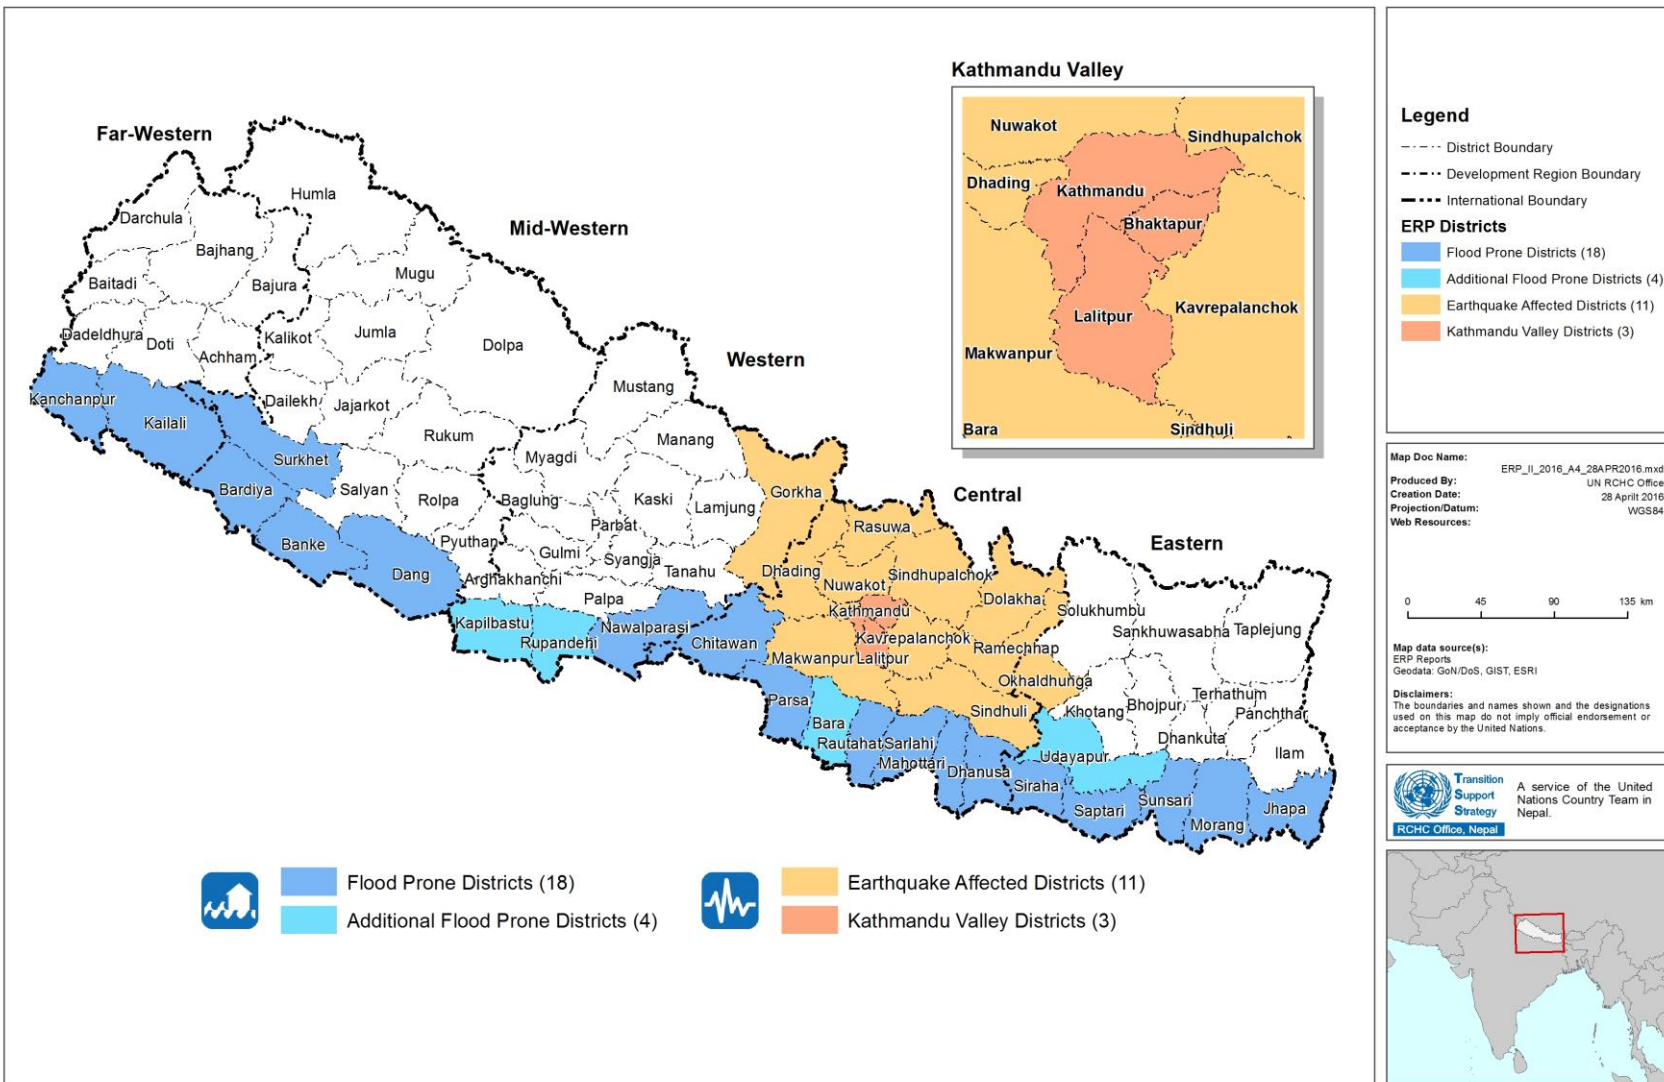 Kathmandu Valley
Nuwakot
Sindhupalchok
Dhading
Kathmandu
Bhaktapur
Kavrepalanchok
Lalitpur
Makwanpur
Bara
Sindhuli
Far-Western
Mid-Western
Western
Central
Eastern
Humla
Darchula
Bajhang
Mugu
Baitadi
Bajura
Dadeldhura
Doti
Achham
Kalikot
Jumla
Dolpa
Mustang
Kanchanpur
Kailali
Dailekh
Jajarkot
Rukum
Manang
Myagdi
Surkhet
Bardiya
Salyan
Rolpa
Baglung
Kaski
Lamjung
Gorkha
Parbat
Banke
Pyuthan
Gulmi
Syangja
Tanahu
Dang
Arghakhanchi
Palpa
Kapilbastu
Rupandehi
Nawalparasi
Chitawan
Rasuwa
Dhading
Nuwakot
Sindhupalchok
Dolakha
Solukhumbu
Kathmandu
Sankhuwasabha
Taplejung
Kavrepalanchok
Makwanpur
Lalitpur
Ramechhap
Okhaldhunga
Sindhuli
Khotang
Bhojpur
Terhathum
Panchthar
Dhankuta
Ilam
Parsa
Bara
Rautahat
Sarlahi
Mahottari
Dhanusa
Siraha
Udayapur
Saptari
Sunsari
Morang
Jhapa
Flood Prone Districts (18)
Additional Flood Prone Districts (4)
Earthquake Affected Districts (11)
Kathmandu Valley Districts (3)
Legend
District Boundary
Development Region Boundary
International Boundary
ERP Districts
Flood Prone Districts (18)
Additional Flood Prone Districts (4)
Earthquake Affected Districts (11)
Kathmandu Valley Districts (3)
Map Doc Name:
ERP_II_2016_A4_28APR2016.mxd
Produced By: UN RCHC Office
Creation Date: 28 Aprilt 2016
Projection/Datum: WGS84
Web Resources:
0 45 90 135 km
Map data source(s):
ERP Reports
Geodata: GoN/DoS, GIST, ESRI
Disclaimers:
The boundaries and names shown and the designations
used on this map do not imply official endorsement or
acceptance by the United Nations.
Transition
Support
Strategy
RCHC Office, Nepal
A service of the United
Nations Country Team in
Nepal.